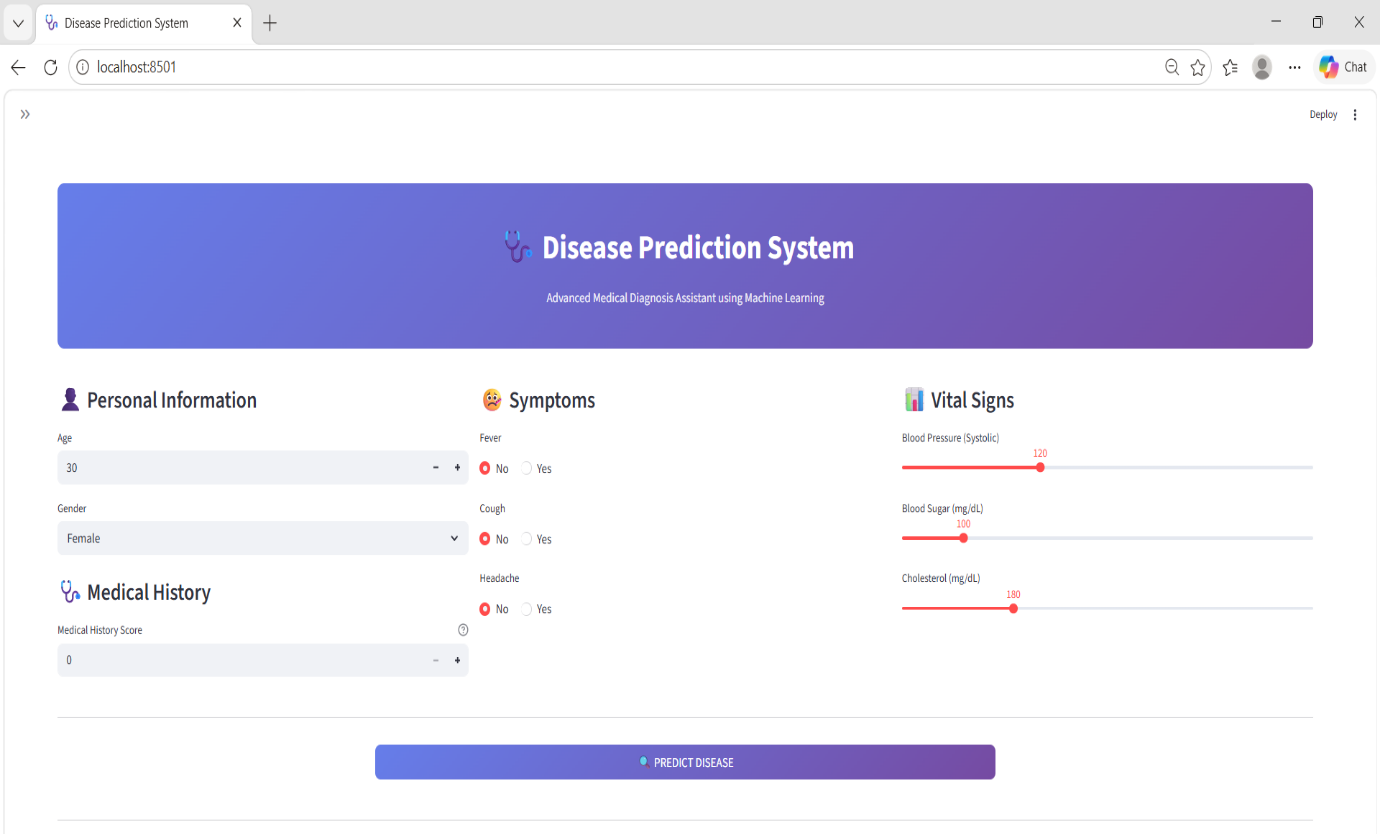 Disease Prediction System
localhost:8501
Chat
Deploy
Disease Prediction System
Advanced Medical Diagnosis Assistant using Machine Learning
Personal Information
Age
30
Gender
Female
Medical History
Medical History Score
0
Symptoms
Fever
No Yes
Cough
No Yes
Headache
No Yes
Vital Signs
Blood Pressure (Systolic)
120
Blood Sugar (mg/dL)
100
Cholesterol (mg/dL)
180
PREDICT DISEASE